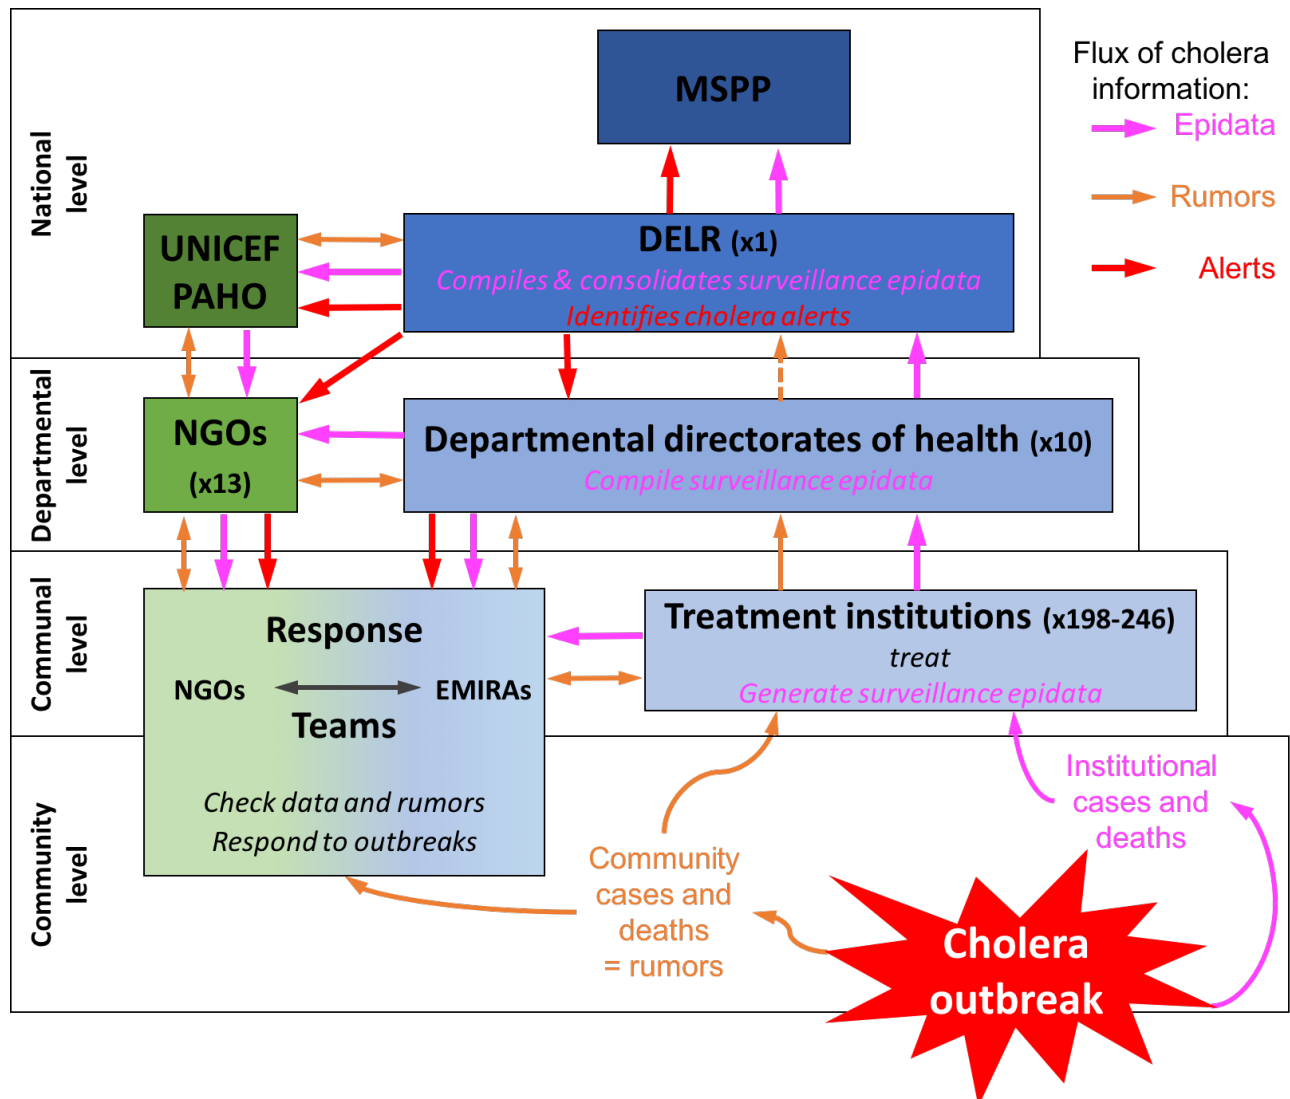 Flux of cholera
information:
Epidata
Rumors
Alerts
National
level
MSPP
UNICEF
PAHO
DELR (x1)
Compiles & consolidates surveillance epidata
Identifies cholera alerts
Departmental
level
NGOs
(x13)
Departmental directorates of health (x10)
Compile surveillance epidata
Communal
level
Response
NGOs
EMIRAs
Teams
Check data and rumors
Respond to outbreaks
Treatment institutions (x198-246)
treat
Generate surveillance epidata
Community
level
Community
cases and
deaths
= rumors
Institutional
cases and
deaths
Cholera
outbreak